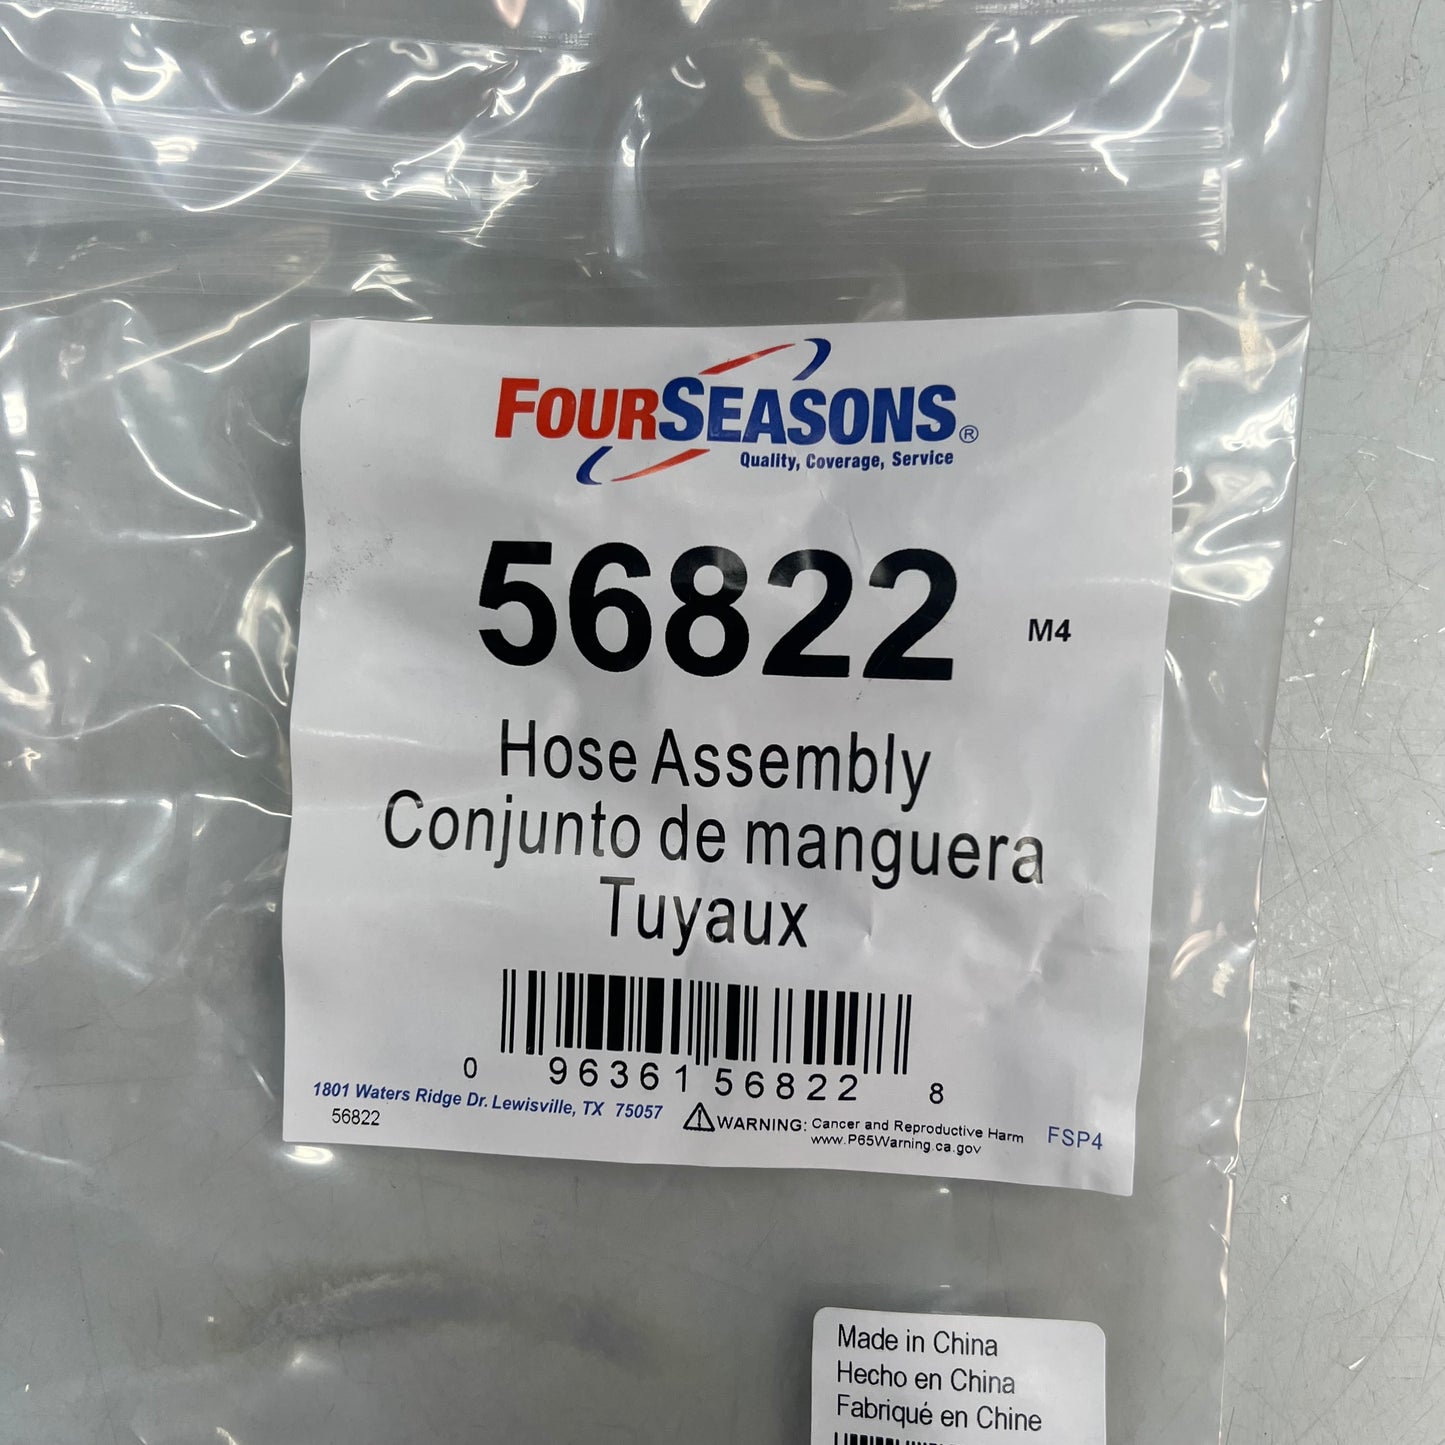 FOURSEASONS®
Quality, Coverage, Service
56822 M4
Hose Assembly
Conjunto de manguera
Tuyaux
0 96361 56822 8
1801 Waters Ridge Dr. Lewisville, TX 75057
56822
WARNING: Cancer and Reproductive Harm
www.P65Warning.ca.gov
FSP4
Made in China
Hecho en China
Fabriqué en Chine